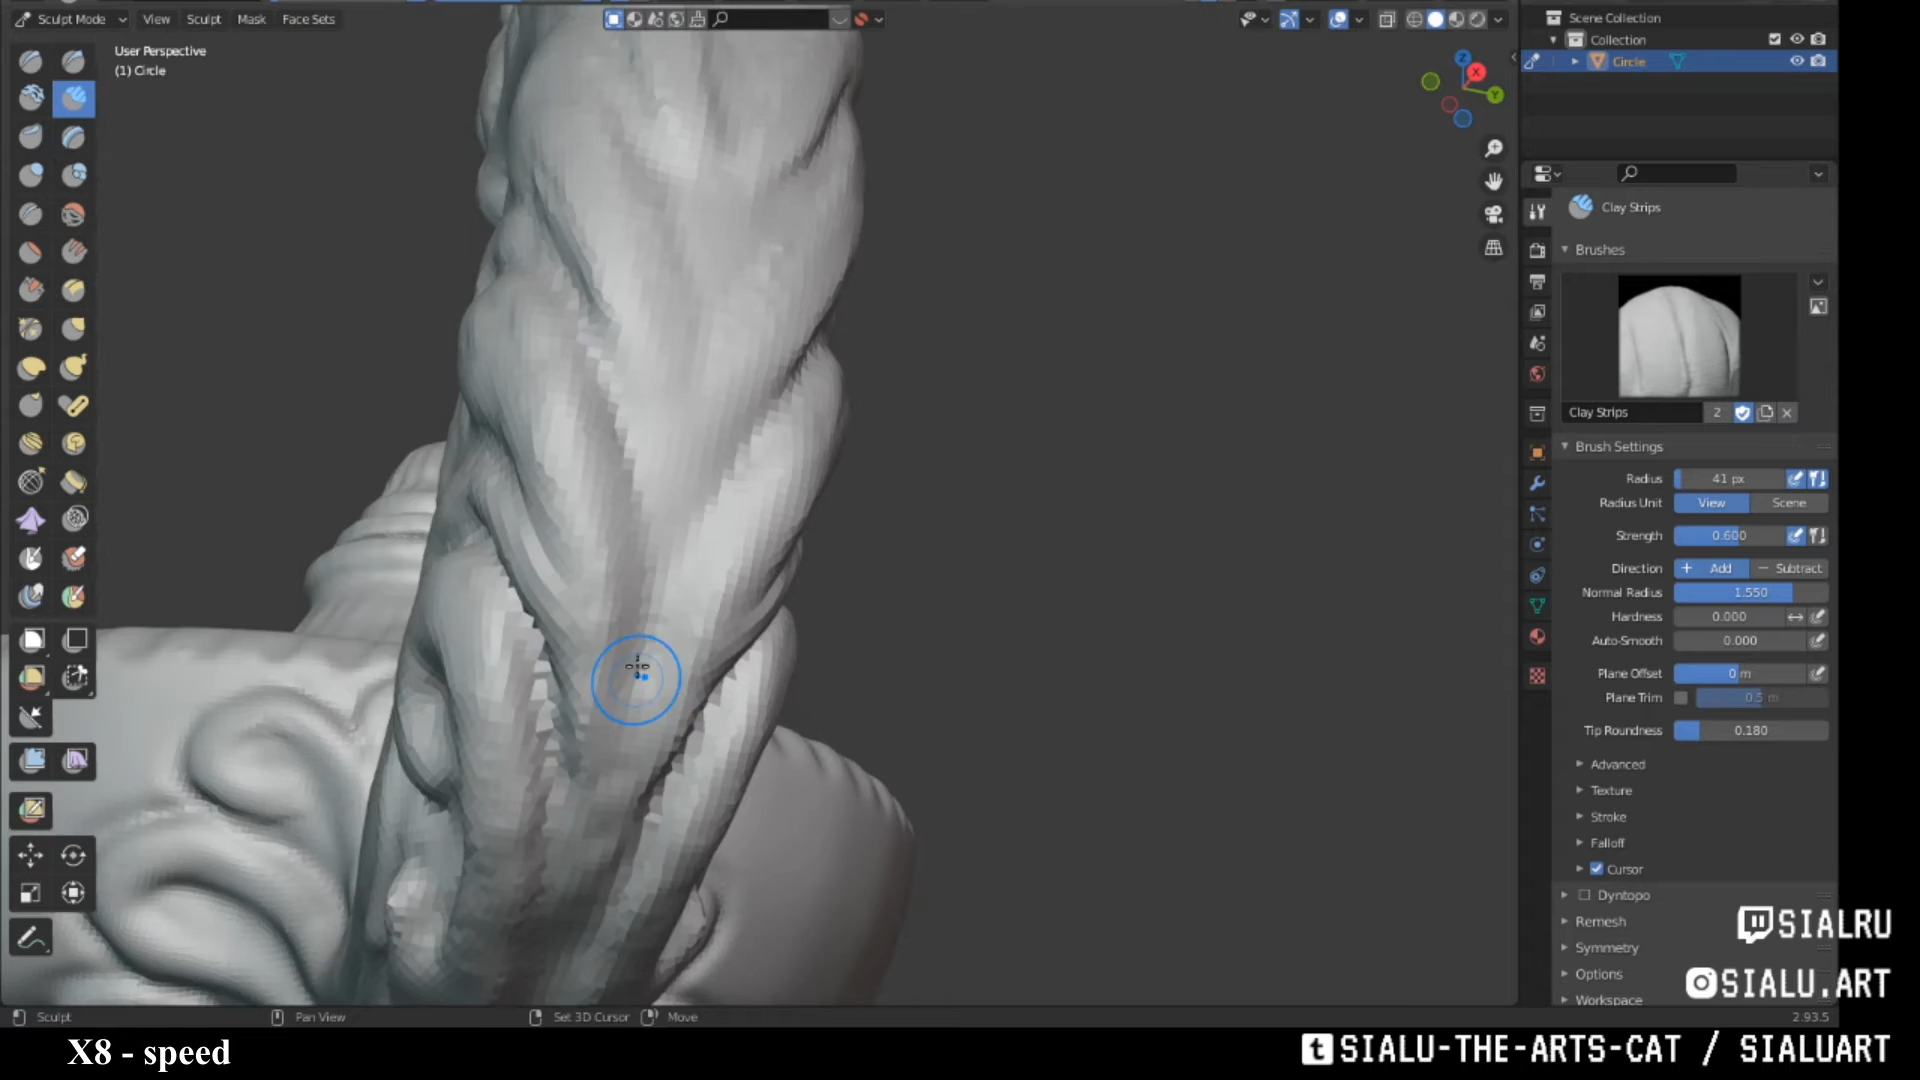 Sculpt Mode View Sculpt Mask Face Sets
User Perspective
(1) Circle
Z
X
Y
Scene Collection
Collection
Circle
Clay Strips
Brushes
Clay Strips 2
Brush Settings
Radius 41 px
Radius Unit View Scene
Strength 0.600
Direction + Add − Subtract
Normal Radius 1.550
Hardness 0.000
Auto-Smooth 0.000
Plane Offset 0 m
Plane Trim 0.5 m
Tip Roundness 0.180
Advanced
Texture
Stroke
Falloff
Cursor
Dyntopo
Remesh
Symmetry
Options
Workspace
SIALRU
SIALU.ART
Sculpt Pan View Set 3D Cursor Move 2.93.5
X8 - speed
t SIALU-THE-ARTS-CAT / SIALUART